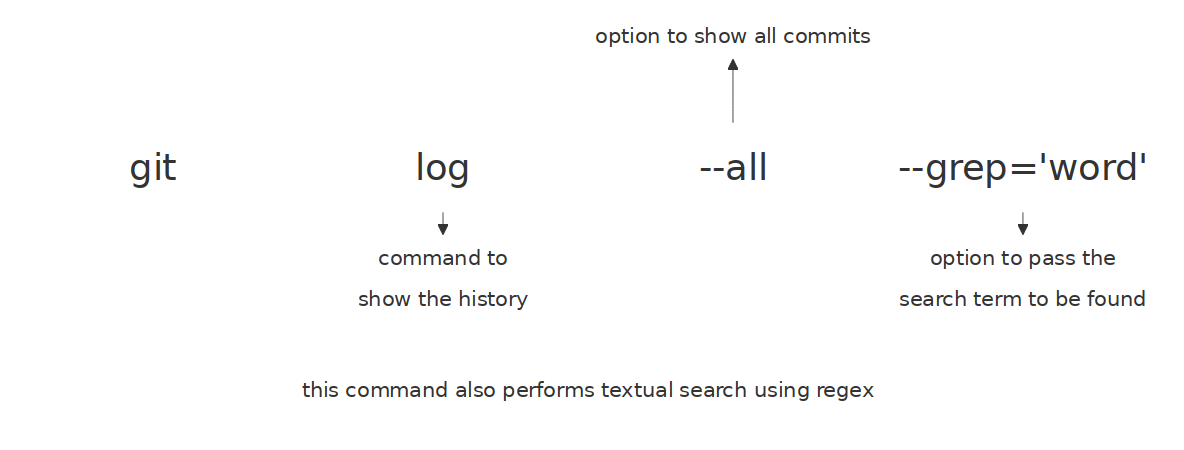 option to show all commits
git log --all --grep='word'
command to
show the history
option to pass the
search term to be found
this command also performs textual search using regex